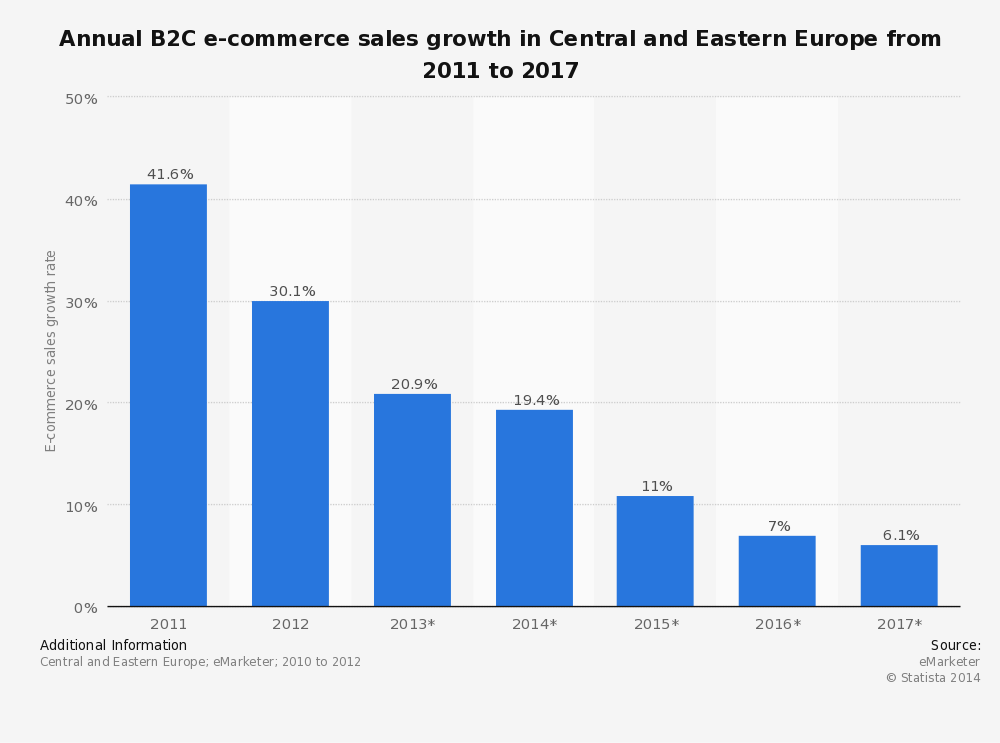 Annual B2C e-commerce sales growth in Central and Eastern Europe from
2011 to 2017
50%
40%
30%
20%
10%
0%
E-commerce sales growth rate
41.6%
30.1%
20.9%
19.4%
11%
7%
6.1%
2011
2012
2013*
2014*
2015*
2016*
2017*
Additional Information
Central and Eastern Europe; eMarketer; 2010 to 2012
Source:
eMarketer
© Statista 2014